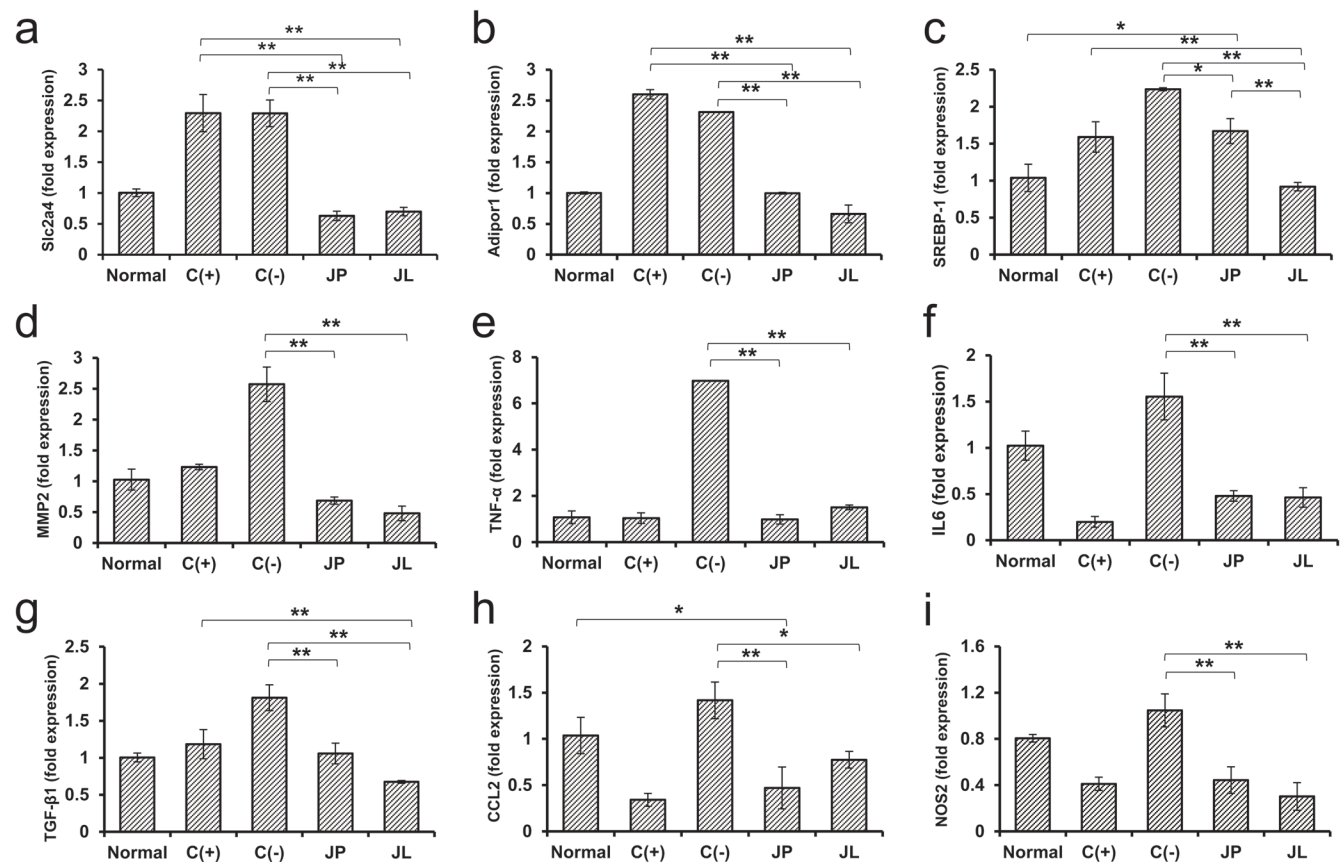 a
**
**
**
**
Slc2a4 (fold expression)
3
2.5
2
1.5
1
0.5
0
Normal C(+) C(-) JP JL
b
**
**
**
**
Adipor1 (fold expression)
3
2.5
2
1.5
1
0.5
0
Normal C(+) C(-) JP JL
c
*
**
**
*
**
SREBP-1 (fold expression)
2.5
2
1.5
1
0.5
0
Normal C(+) C(-) JP JL
d
**
**
MMP2 (fold expression)
3
2.5
2
1.5
1
0.5
0
Normal C(+) C(-) JP JL
e
**
**
TNF-α (fold expression)
8
6
4
2
0
Normal C(+) C(-) JP JL
f
**
**
IL6 (fold expression)
2
1.5
1
0.5
0
Normal C(+) C(-) JP JL
g
**
**
**
TGF-β1 (fold expression)
2.5
2
1.5
1
0.5
0
Normal C(+) C(-) JP JL
h
*
*
**
CCL2 (fold expression)
2
1.5
1
0.5
0
Normal C(+) C(-) JP JL
i
**
**
NOS2 (fold expression)
1.6
1.2
0.8
0.4
0
Normal C(+) C(-) JP JL